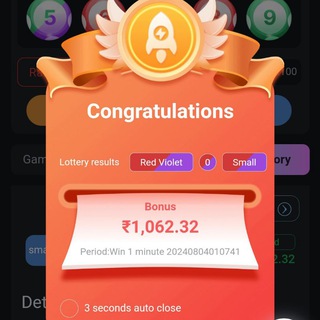 5
9
100
Congratulations
Lottery results Red Violet 0 Small
Gam
ory
Bonus
₹1,062.32
Period:Win 1 minute 20240804010741
sma
2.32
Det
3 seconds auto close